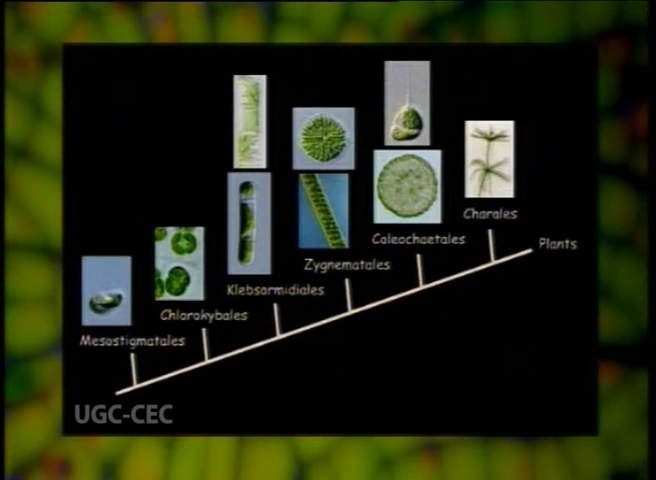 Charales
Coleochaetales
Plants
Zygnematales
Klebsormidiales
Chlorokybales
Mesostigmatales
UGC-CEC